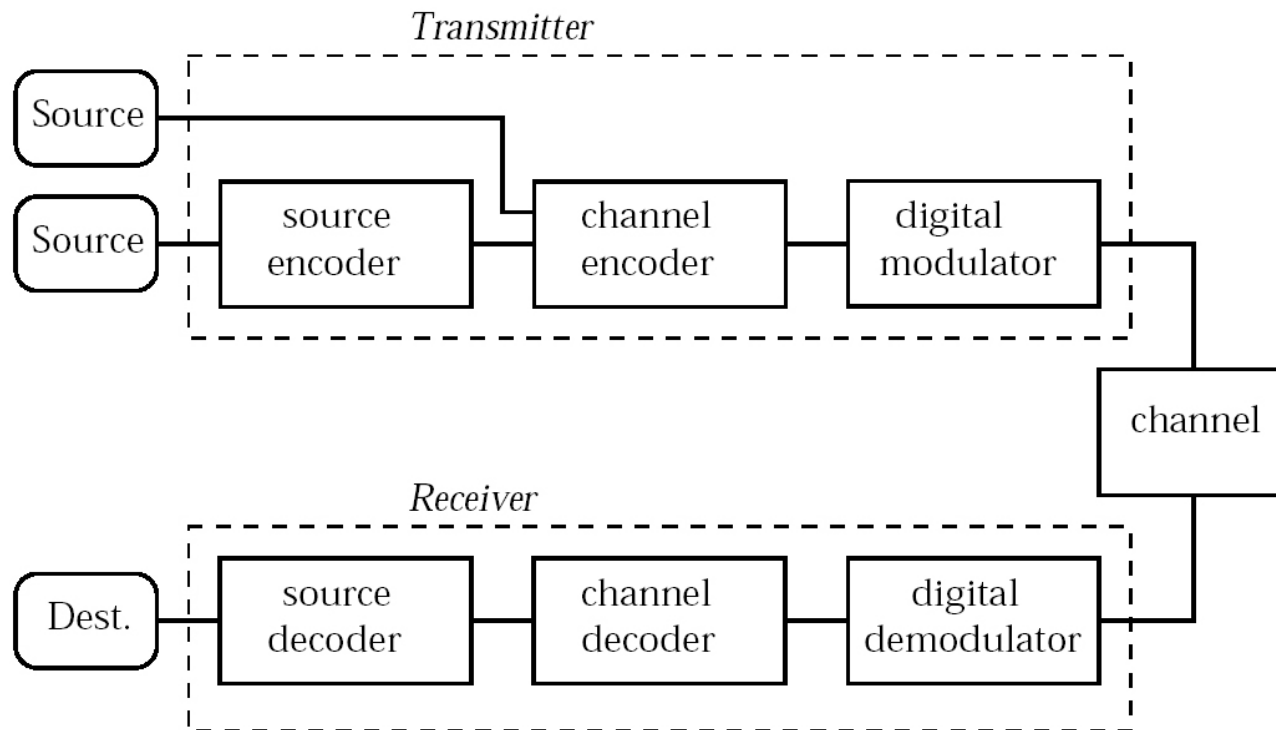 Transmitter
Source
Source
source
encoder
channel
encoder
digital
modulator
channel
Receiver
Dest.
source
decoder
channel
decoder
digital
demodulator